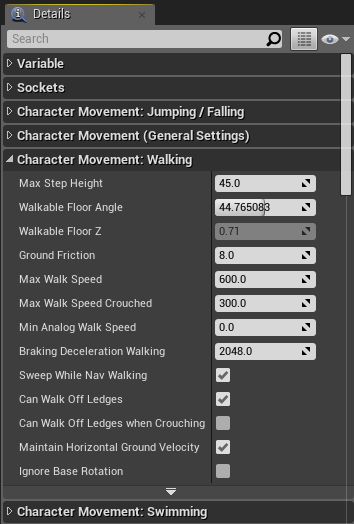 Details
Search
Variable
Sockets
Character Movement: Jumping / Falling
Character Movement (General Settings)
Character Movement: Walking
Max Step Height 45.0
Walkable Floor Angle 44.765083
Walkable Floor Z 0.71
Ground Friction 8.0
Max Walk Speed 600.0
Max Walk Speed Crouched 300.0
Min Analog Walk Speed 0.0
Braking Deceleration Walking 2048.0
Sweep While Nav Walking
Can Walk Off Ledges
Can Walk Off Ledges when Crouching
Maintain Horizontal Ground Velocity
Ignore Base Rotation
Character Movement: Swimming